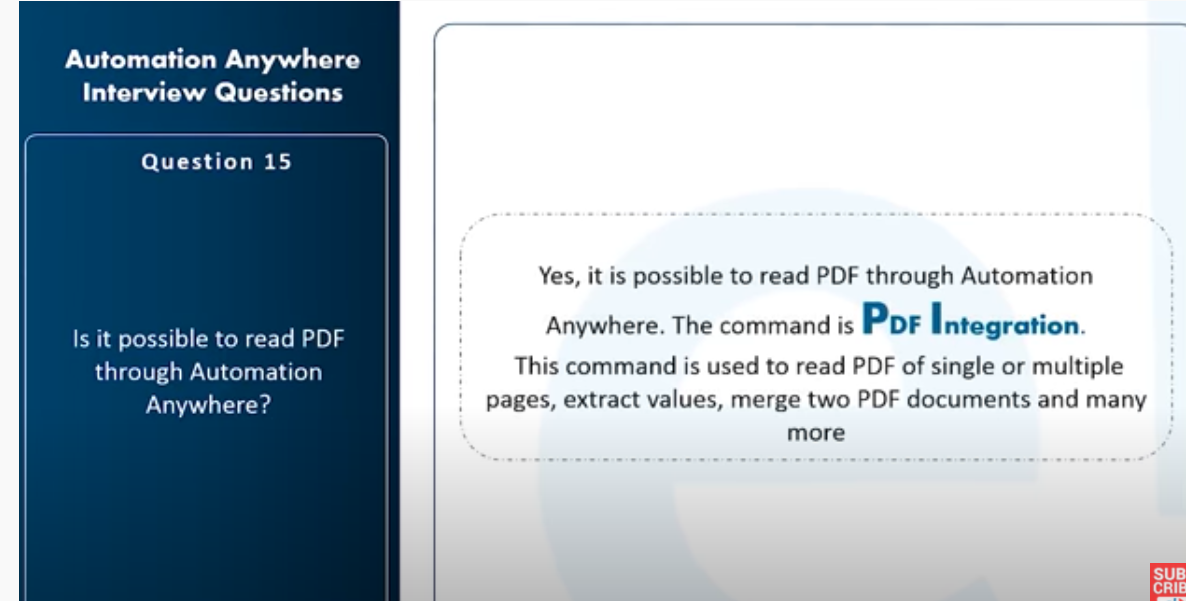 Automation Anywhere
Interview Questions
Question 15
Is it possible to read PDF
through Automation
Anywhere?
Yes, it is possible to read PDF through Automation
Anywhere. The command is PDF Integration.
This command is used to read PDF of single or multiple
pages, extract values, merge two PDF documents and many
more
SUB
CRIB